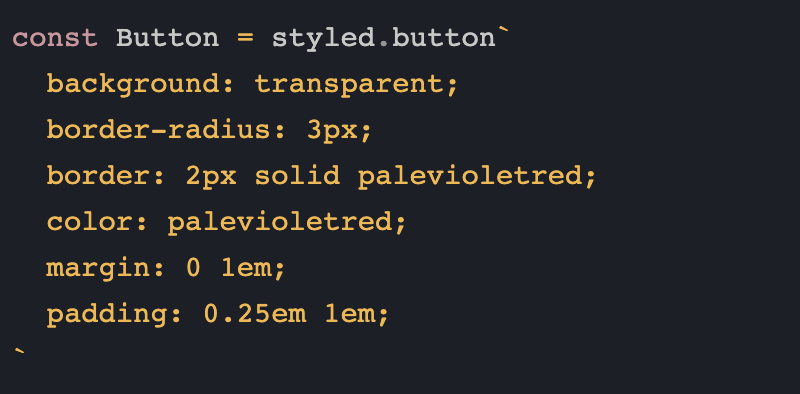 const Button = styled.button`
  background: transparent;
  border-radius: 3px;
  border: 2px solid palevioletred;
  color: palevioletred;
  margin: 0 1em;
  padding: 0.25em 1em;
`